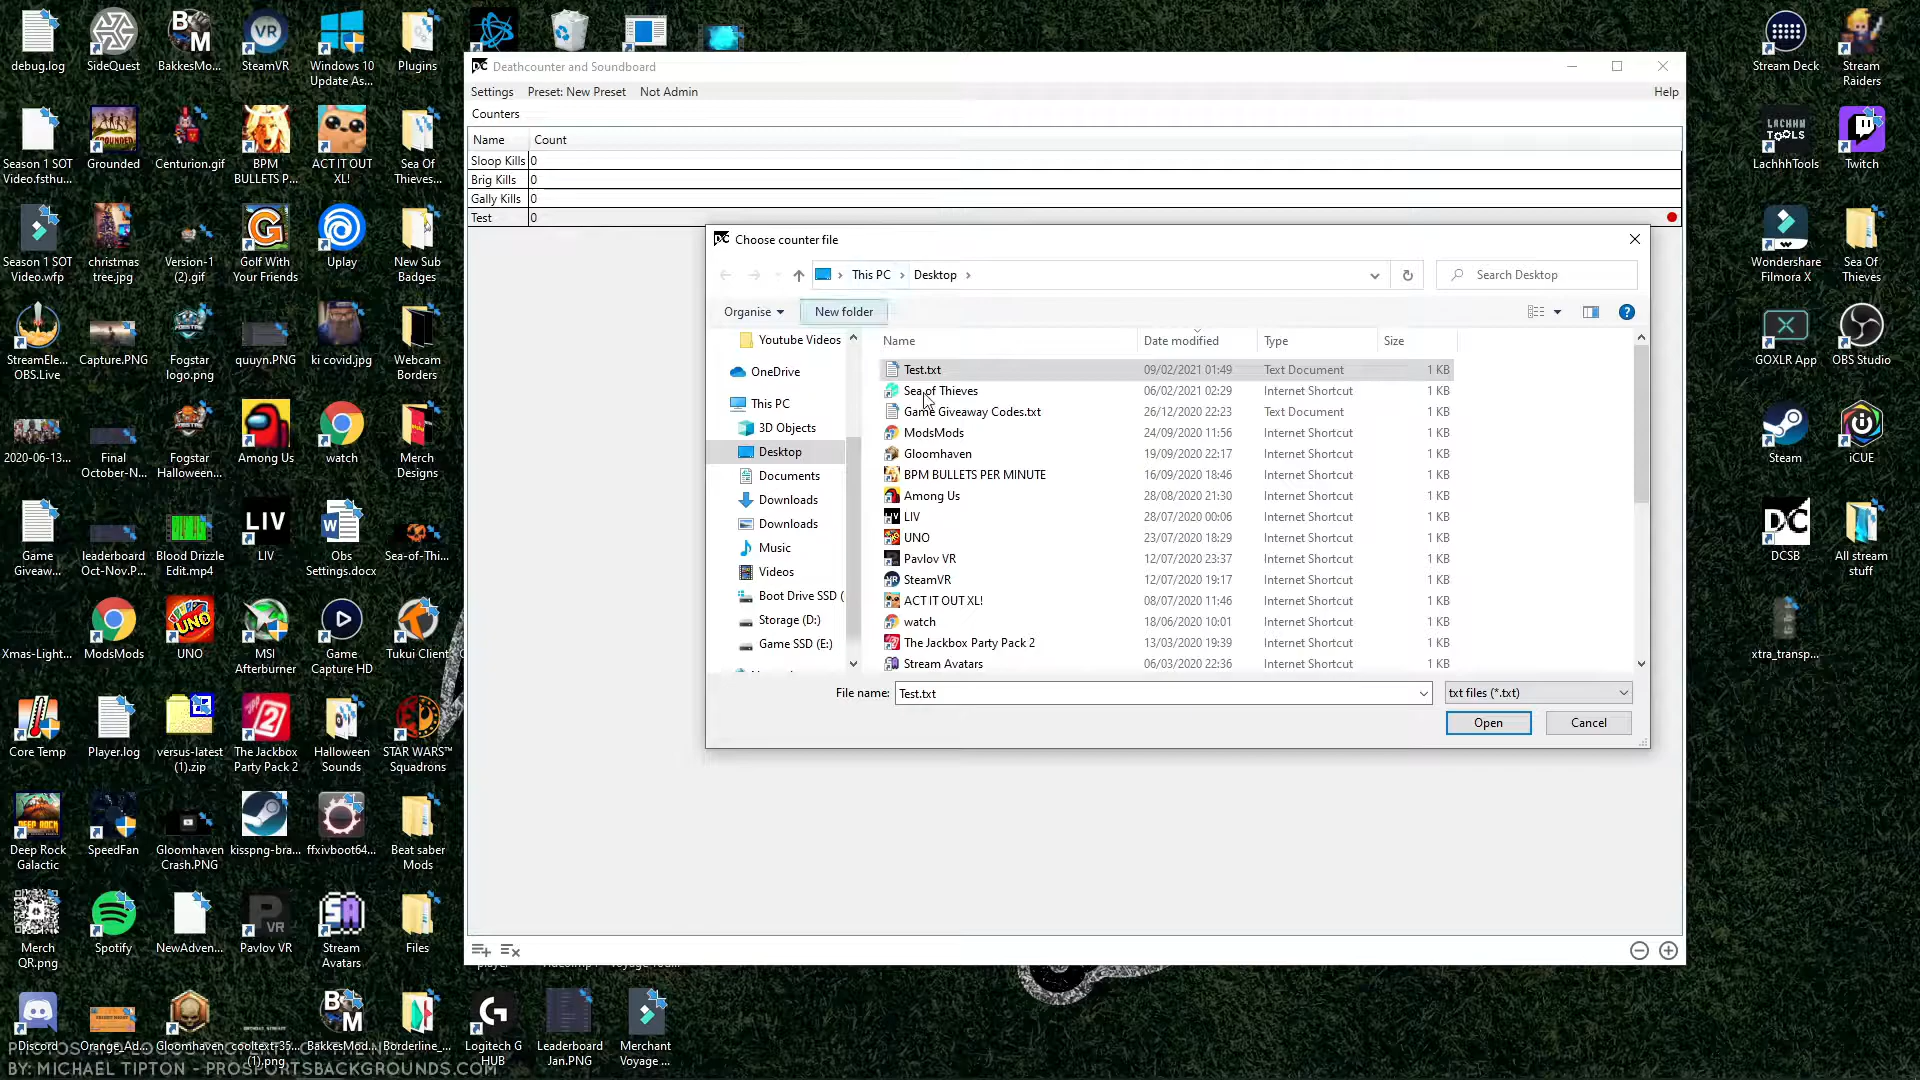 debug.log
SideQuest
BakkesMo...
SteamVR
Windows 10
Update As...
Plugins
Season 1 SOT
Video.fsthu...
Grounded
Centurion.gif
BPM
BULLETS P...
ACT IT OUT
XL!
Sea Of
Thieves...
Season 1 SOT
Video.wfp
christmas
tree.jpg
Version-1
(2).gif
Golf With
Your Friends
Uplay
New Sub
Badges
StreamEle...
OBS.Live
Capture.PNG
Fogstar
logo.png
quuyn.PNG
ki covid.jpg
Webcam
Borders
2020-06-13...
Final
October-N...
Fogstar
Halloween...
Among Us
watch
Merch
Designs
Game
Giveaw...
leaderboard
Oct-Nov.P...
Blood Drizzle
Edit.mp4
LIV
LIV
Obs
Settings.docx
Sea-of-Thi...
Xmas-Light...
ModsMods
UNO
MSI
Afterburner
Game
Capture HD
Tukui Client
Core Temp
Player.log
versus-latest
(1).zip
The Jackbox
Party Pack 2
Halloween
Sounds
STAR WARS™
Squadrons
Deep Rock
Galactic
SpeedFan
Gloomhaven
Crash.PNG
kisspng-bra...
ffxivboot64...
Beat saber
Mods
Merch
QR.png
Spotify
NewAdven...
Pavlov VR
Stream
Avatars
Files
Discord
Orange_Ad...
Gloomhaven
cooltext-35...
(1).png
BakkesMod...
Borderline_...
Logitech G
HUB
Leaderboard
Jan.PNG
Merchant
Voyage ...
BY: MICHAEL TIPTON - PROSPORTSBACKGROUNDS.COM
DC Deathcounter and Soundboard
Settings Preset: New Preset Not Admin Help
Counters
Name Count
Sloop Kills 0
Brig Kills 0
Gally Kills 0
Test 0
DC Choose counter file
This PC > Desktop >
Search Desktop
Organise New folder
Youtube Videos
OneDrive
This PC
3D Objects
Desktop
Documents
Downloads
Downloads
Music
Videos
Boot Drive SSD (
Storage (D:)
Game SSD (E:)
Name Date modified Type Size
Test.txt 09/02/2021 01:49 Text Document 1 KB
Sea of Thieves 06/02/2021 02:29 Internet Shortcut 1 KB
Game Giveaway Codes.txt 26/12/2020 22:23 Text Document 1 KB
ModsMods 24/09/2020 11:56 Internet Shortcut 1 KB
Gloomhaven 19/09/2020 22:17 Internet Shortcut 1 KB
BPM BULLETS PER MINUTE 16/09/2020 18:46 Internet Shortcut 1 KB
Among Us 28/08/2020 21:30 Internet Shortcut 1 KB
LIV 28/07/2020 00:06 Internet Shortcut 1 KB
UNO 23/07/2020 18:29 Internet Shortcut 1 KB
Pavlov VR 12/07/2020 23:37 Internet Shortcut 1 KB
SteamVR 12/07/2020 19:17 Internet Shortcut 1 KB
ACT IT OUT XL! 08/07/2020 11:46 Internet Shortcut 1 KB
watch 18/06/2020 10:01 Internet Shortcut 1 KB
The Jackbox Party Pack 2 13/03/2020 19:39 Internet Shortcut 1 KB
Stream Avatars 06/03/2020 22:36 Internet Shortcut 1 KB
File name: Test.txt txt files (*.txt)
Open Cancel
Stream Deck
Stream
Raiders
LACHHH
TOOLS
LachhhTools
Twitch
Wondershare
Filmora X
Sea Of
Thieves
GOXLR App
OBS Studio
Steam
iCUE
DC
DCSB
All stream
stuff
xtra_transp...